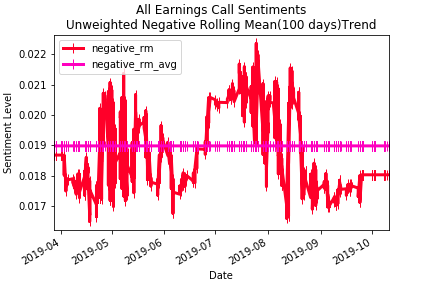 All Earnings Call Sentiments
Unweighted Negative Rolling Mean(100 days)Trend
negative_rm
negative_rm_avg
Sentiment Level
0.022
0.021
0.020
0.019
0.018
0.017
2019-04
2019-05
2019-06
2019-07
2019-08
2019-09
2019-10
Date